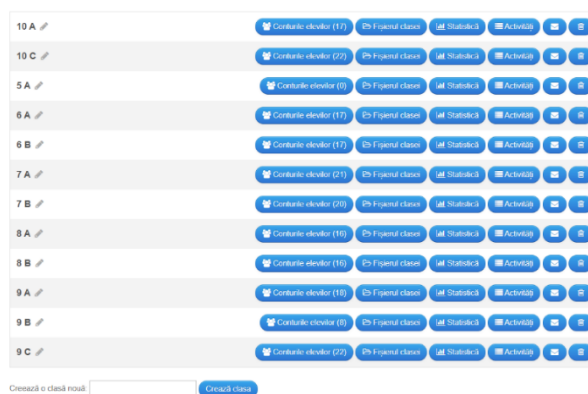 10 A Conturile elevilor (17) Fișierul clasei Statistică Activități
10 C Conturile elevilor (22) Fișierul clasei Statistică Activități
5 A Conturile elevilor (0) Fișierul clasei Statistică Activități
6 A Conturile elevilor (17) Fișierul clasei Statistică Activități
6 B Conturile elevilor (17) Fișierul clasei Statistică Activități
7 A Conturile elevilor (21) Fișierul clasei Statistică Activități
7 B Conturile elevilor (20) Fișierul clasei Statistică Activități
8 A Conturile elevilor (16) Fișierul clasei Statistică Activități
8 B Conturile elevilor (16) Fișierul clasei Statistică Activități
9 A Conturile elevilor (18) Fișierul clasei Statistică Activități
9 B Conturile elevilor (8) Fișierul clasei Statistică Activități
9 C Conturile elevilor (22) Fișierul clasei Statistică Activități
Creează o clasă nouă: Crează clasa